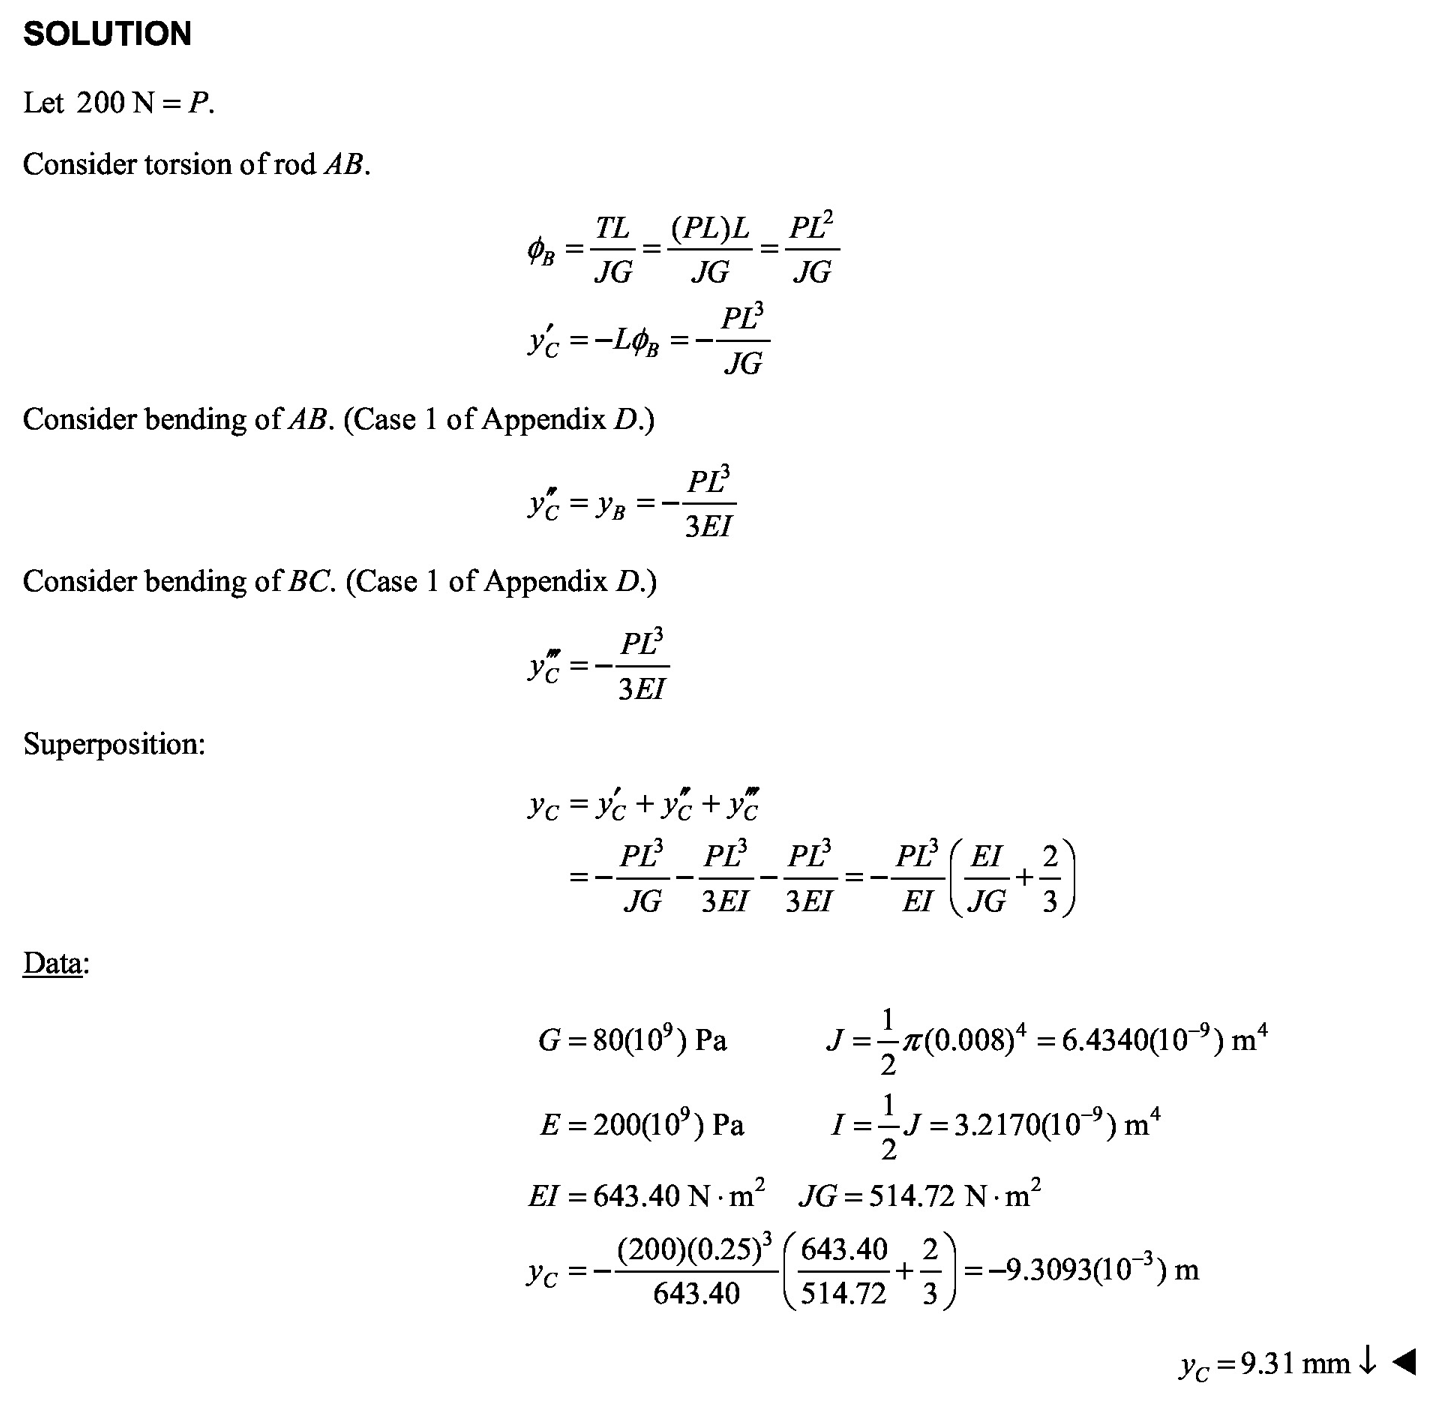 SOLUTION
Let 200 N = P.
Consider torsion of rod AB.
ϕ_B = TL/JG = (PL)L/JG = PL²/JG
y′_C = −Lϕ_B = −PL³/JG
Consider bending of AB. (Case 1 of Appendix D.)
y″_C = y_B = −PL³/3EI
Consider bending of BC. (Case 1 of Appendix D.)
y‴_C = −PL³/3EI
Superposition:
y_C = y′_C + y″_C + y‴_C
= −PL³/JG − PL³/3EI − PL³/3EI = −PL³/EI (EI/JG + 2/3)
Data:
G = 80(10⁹) Pa J = 1/2 π(0.008)⁴ = 6.4340(10⁻⁹) m⁴
E = 200(10⁹) Pa I = 1/2 J = 3.2170(10⁻⁹) m⁴
EI = 643.40 N · m² JG = 514.72 N · m²
y_C = −(200)(0.25)³/643.40 (643.40/514.72 + 2/3) = −9.3093(10⁻³) m
y_C = 9.31 mm ↓ ◀